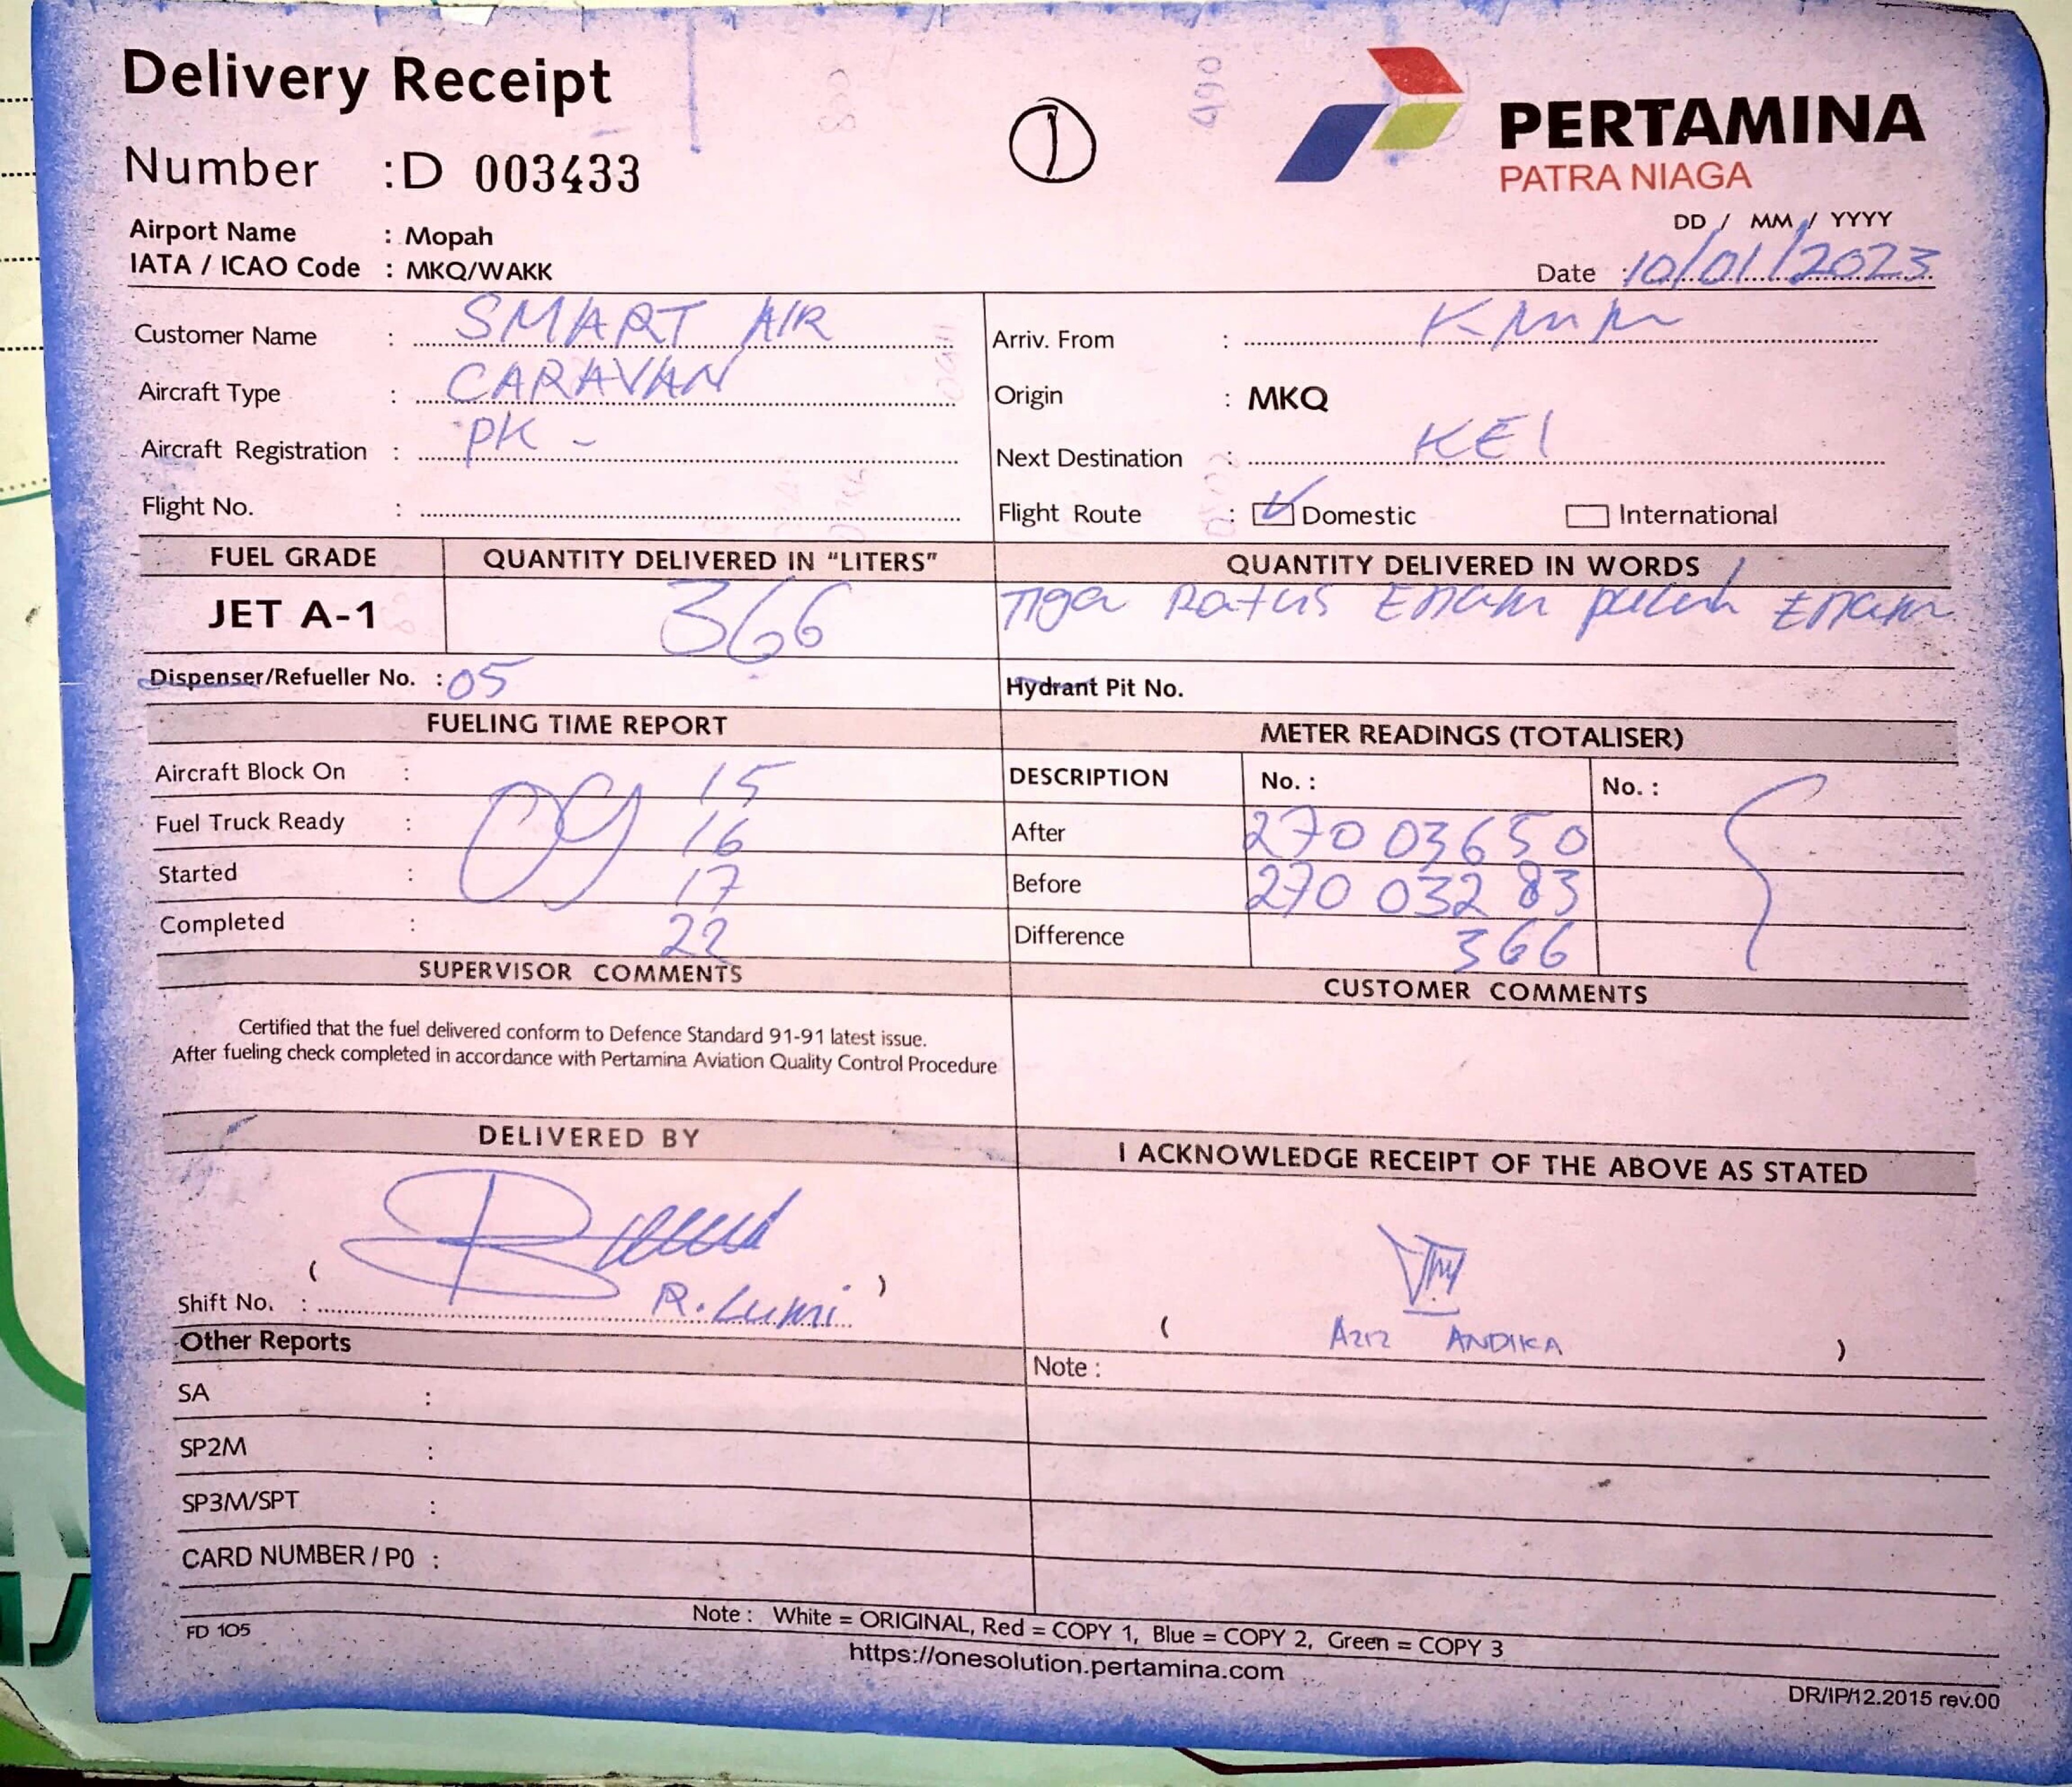 Delivery Receipt
Number : D 003433
①
PERTAMINA
PATRA NIAGA
Airport Name : Mopah
IATA / ICAO Code : MKQ/WAKK
DD / MM / YYYY
Date : 10/01/2023
Customer Name : SMART AIR
Aircraft Type : CARAVAN
Aircraft Registration : PK -
Flight No. :
Arriv. From :
Origin : MKQ
Next Destination : KEI
Flight Route : Domestic International
FUEL GRADE QUANTITY DELIVERED IN "LITERS" QUANTITY DELIVERED IN WORDS
JET A-1 366 Tiga Ratus Enam puluh Enam
Dispenser/Refueller No. : 05 Hydrant Pit No.
FUELING TIME REPORT
Aircraft Block On : 09 15
Fuel Truck Ready : 16
Started : 17
Completed : 22
METER READINGS (TOTALISER)
DESCRIPTION No. : No. :
After 270 03650
Before 270 032 83
Difference 366
SUPERVISOR COMMENTS
Certified that the fuel delivered conform to Defence Standard 91-91 latest issue.
After fueling check completed in accordance with Pertamina Aviation Quality Control Procedure
CUSTOMER COMMENTS
DELIVERED BY
( )
Shift No. : R. Lumi
I ACKNOWLEDGE RECEIPT OF THE ABOVE AS STATED
( AZIZ ANDIKA )
Other Reports
SA :
SP2M :
SP3M/SPT :
CARD NUMBER / P0 :
Note :
Note : White = ORIGINAL, Red = COPY 1, Blue = COPY 2, Green = COPY 3
FD 105
https://onesolution.pertamina.com
DR/IP/12.2015 rev.00